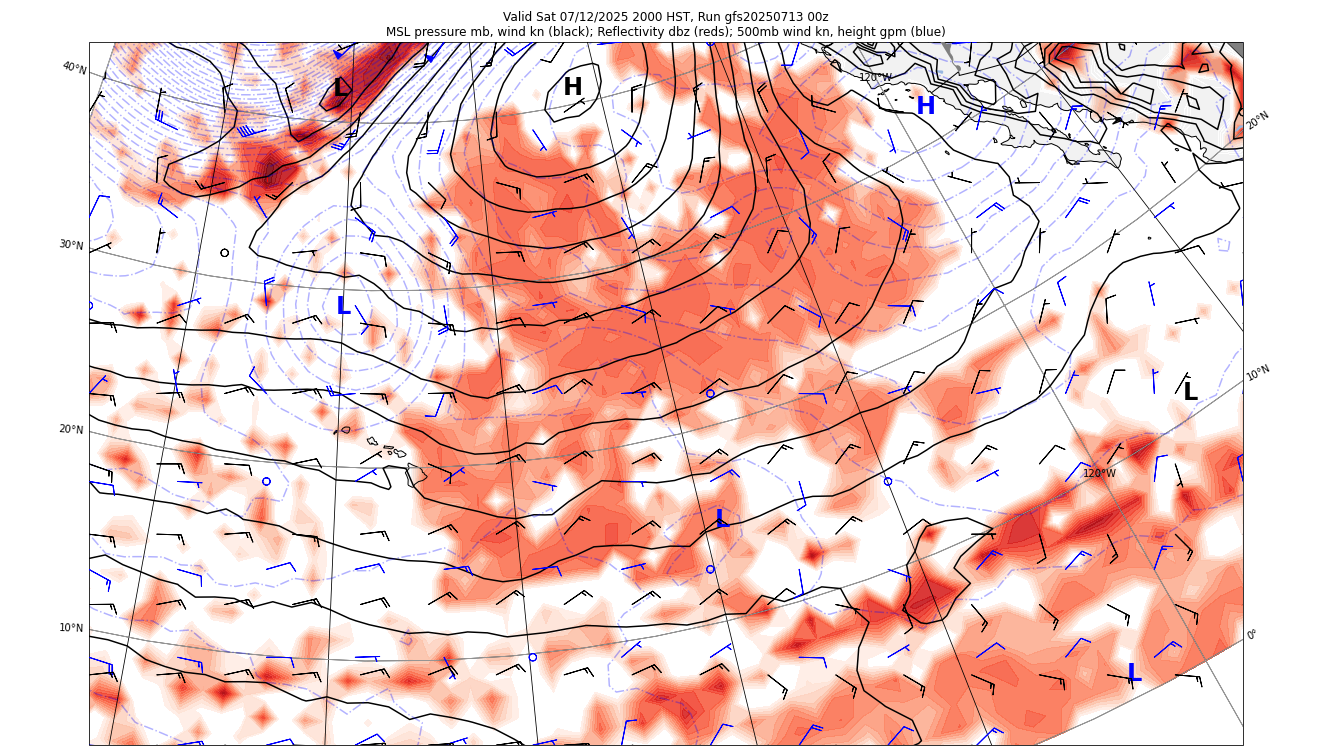 Valid Sat 07/12/2025 2000 HST, Run gfs20250713 00z
MSL pressure mb, wind kn (black); Reflectivity dbz (reds); 500mb wind kn, height gpm (blue)
40°N
L
H
120°W
H
20°N
30°N
L
10°N
L
20°N
120°W
L
10°N
0°
L